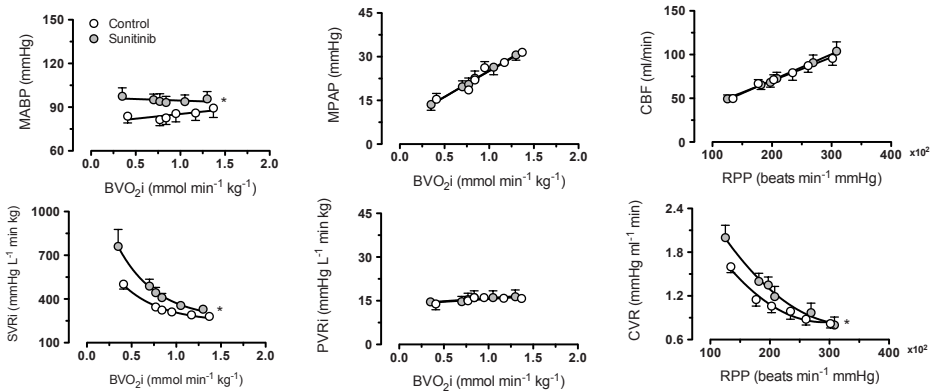 Control
Sunitinib
150
120
90
60
MABP (mmHg)
*
0.0 0.5 1.0 1.5 2.0
BVO₂i (mmol min⁻¹ kg⁻¹)
45
30
15
0
MPAP (mmHg)
0.0 0.5 1.0 1.5 2.0
BVO₂i (mmol min⁻¹ kg⁻¹)
150
100
50
0
CBF (ml/min)
100 200 300 400 x10²
RPP (beats min⁻¹ mmHg)
1000
700
400
100
SVRi (mmHg L⁻¹ min kg)
*
0.0 0.5 1.0 1.5 2.0
BVO₂i (mmol min⁻¹ kg⁻¹)
45
30
15
0
PVRi (mmHg L⁻¹ min kg)
0.0 0.5 1.0 1.5 2.0
BVO₂i (mmol min⁻¹ kg⁻¹)
2.4
1.8
1.2
0.6
CVR (mmHg ml⁻¹ min)
*
100 200 300 400 x10²
RPP (beats min⁻¹ mmHg)